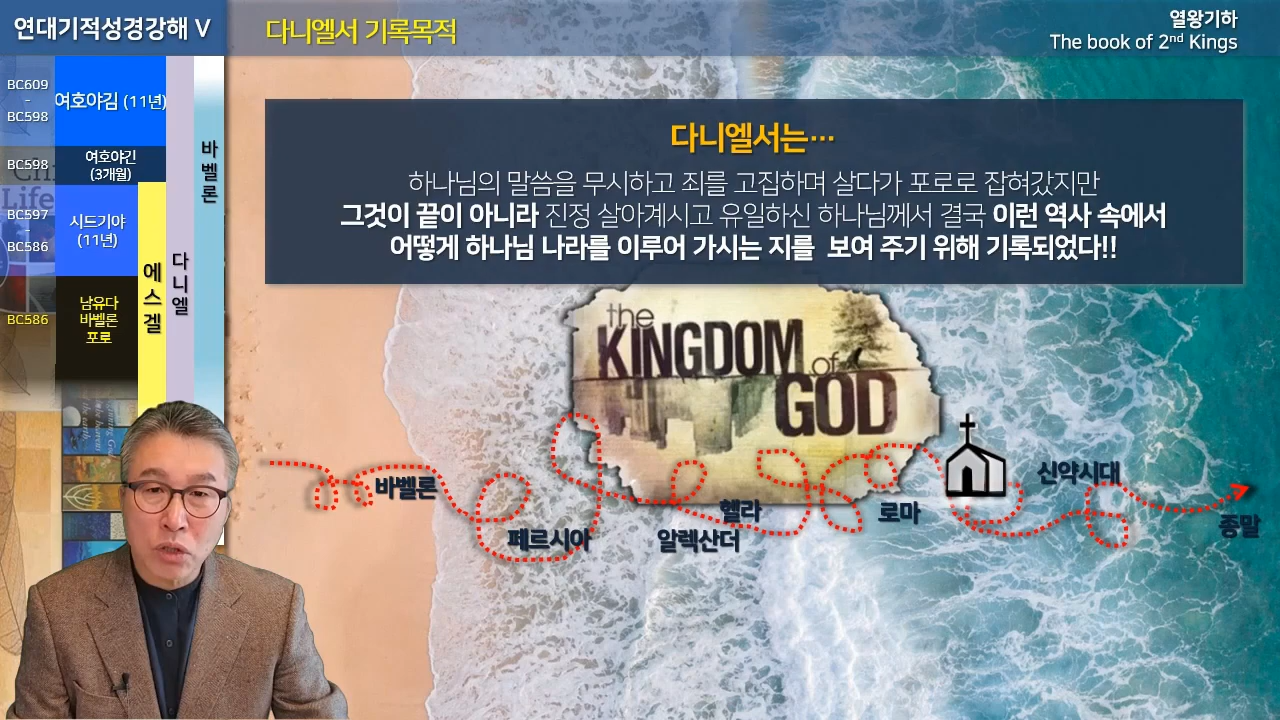 연대기적성경강해 V
다니엘서 기록목적
열왕기하
The book of 2nd Kings
BC609
-
BC598
여호야김 (11년)
BC598
여호야긴
(3개월)
BC597
-
BC586
시드기야
(11년)
BC586
남유다
바벨론
포로
에스겔
다니엘
바벨론
Life
다니엘서는…
하나님의 말씀을 무시하고 죄를 고집하며 살다가 포로로 잡혀갔지만
그것이 끝이 아니라 진정 살아계시고 유일하신 하나님께서 결국 이런 역사 속에서
어떻게 하나님 나라를 이루어 가시는 지를 보여 주기 위해 기록되었다!!
the
KINGDOM of
GOD
바벨론
페르시아
알렉산더
헬라
로마
신약시대
종말